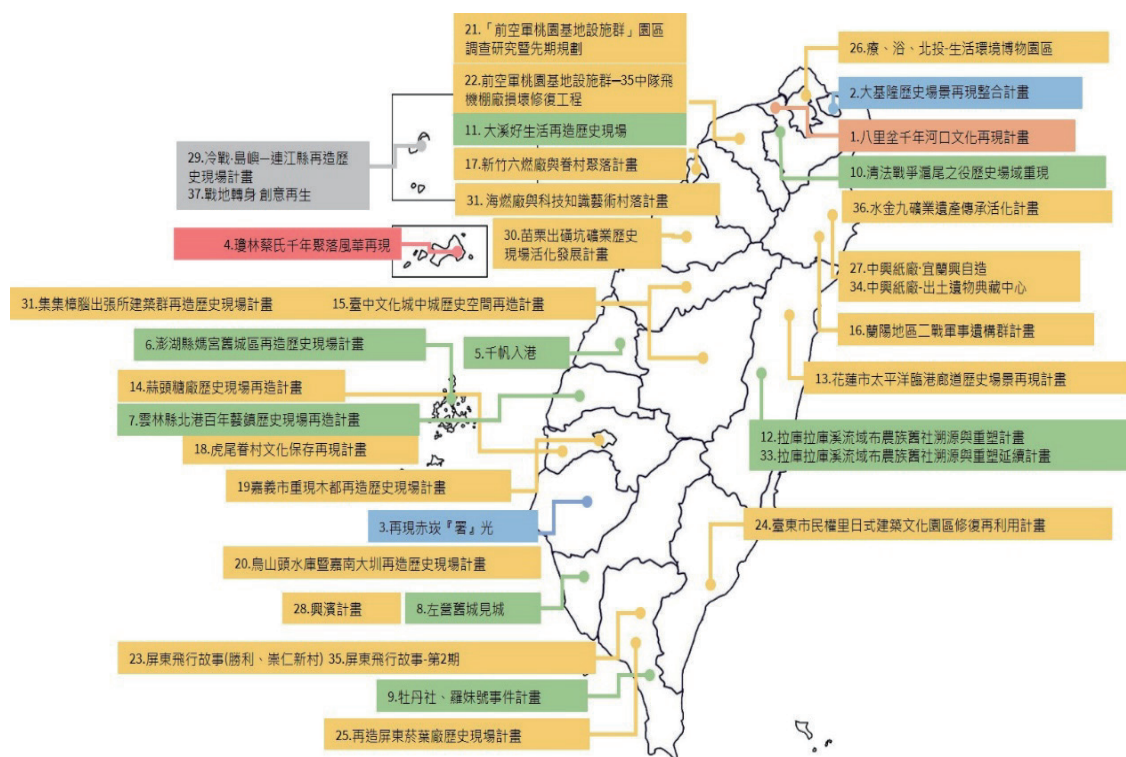 21.「前空軍桃園基地設施群」園區
調查研究暨先期規劃
22.前空軍桃園基地設施群—35中隊飛
機棚廠損壞修復工程
11. 大溪好生活再造歷史現場
17.新竹六燃廠與眷村聚落計畫
31. 海燃廠與科技知識藝術村落計畫
30.苗栗出磺坑礦業歷史
現場活化發展計畫
29.冷戰‧島嶼—連江縣再造歷
史現場計畫
37.戰地轉身‧創意再生
4.瓊林蔡氏千年聚落風華再現
26.療、浴、北投-生活環境博物園區
2.大基隆歷史場景再現整合計畫
1.八里坌千年河口文化再現計畫
10.清法戰爭滬尾之役歷史場域重現
36.水金九礦業遺產傳承活化計畫
27.中興紙廠‧宜蘭興自造
34.中興紙廠-出土遺物典藏中心
16.蘭陽地區二戰軍事遺構群計畫
13.花蓮市太平洋臨港廊道歷史場景再現計畫
12.拉庫拉庫溪流域布農族舊社溯源與重塑計畫
33.拉庫拉庫溪流域布農族舊社溯源與重塑延續計畫
24.臺東市民權里日式建築文化園區修復再利用計畫
31.集集樟腦出張所建築群再造歷史現場計畫
15.臺中文化城中城歷史空間再造計畫
6.澎湖縣媽宮舊城區再造歷史現場計畫
5.千帆入港
14.蒜頭糖廠歷史現場再造計畫
7.雲林縣北港百年藝鎮歷史現場再造計畫
18.虎尾眷村文化保存再現計畫
19嘉義市重現木都再造歷史現場計畫
3.再現赤崁『署』光
20.烏山頭水庫暨嘉南大圳再造歷史現場計畫
28.興濱計畫
8.左營舊城見城
23.屏東飛行故事(勝利、崇仁新村) 35.屏東飛行故事-第2期
9.牡丹社、羅妹號事件計畫
25.再造屏東菸葉廠歷史現場計畫